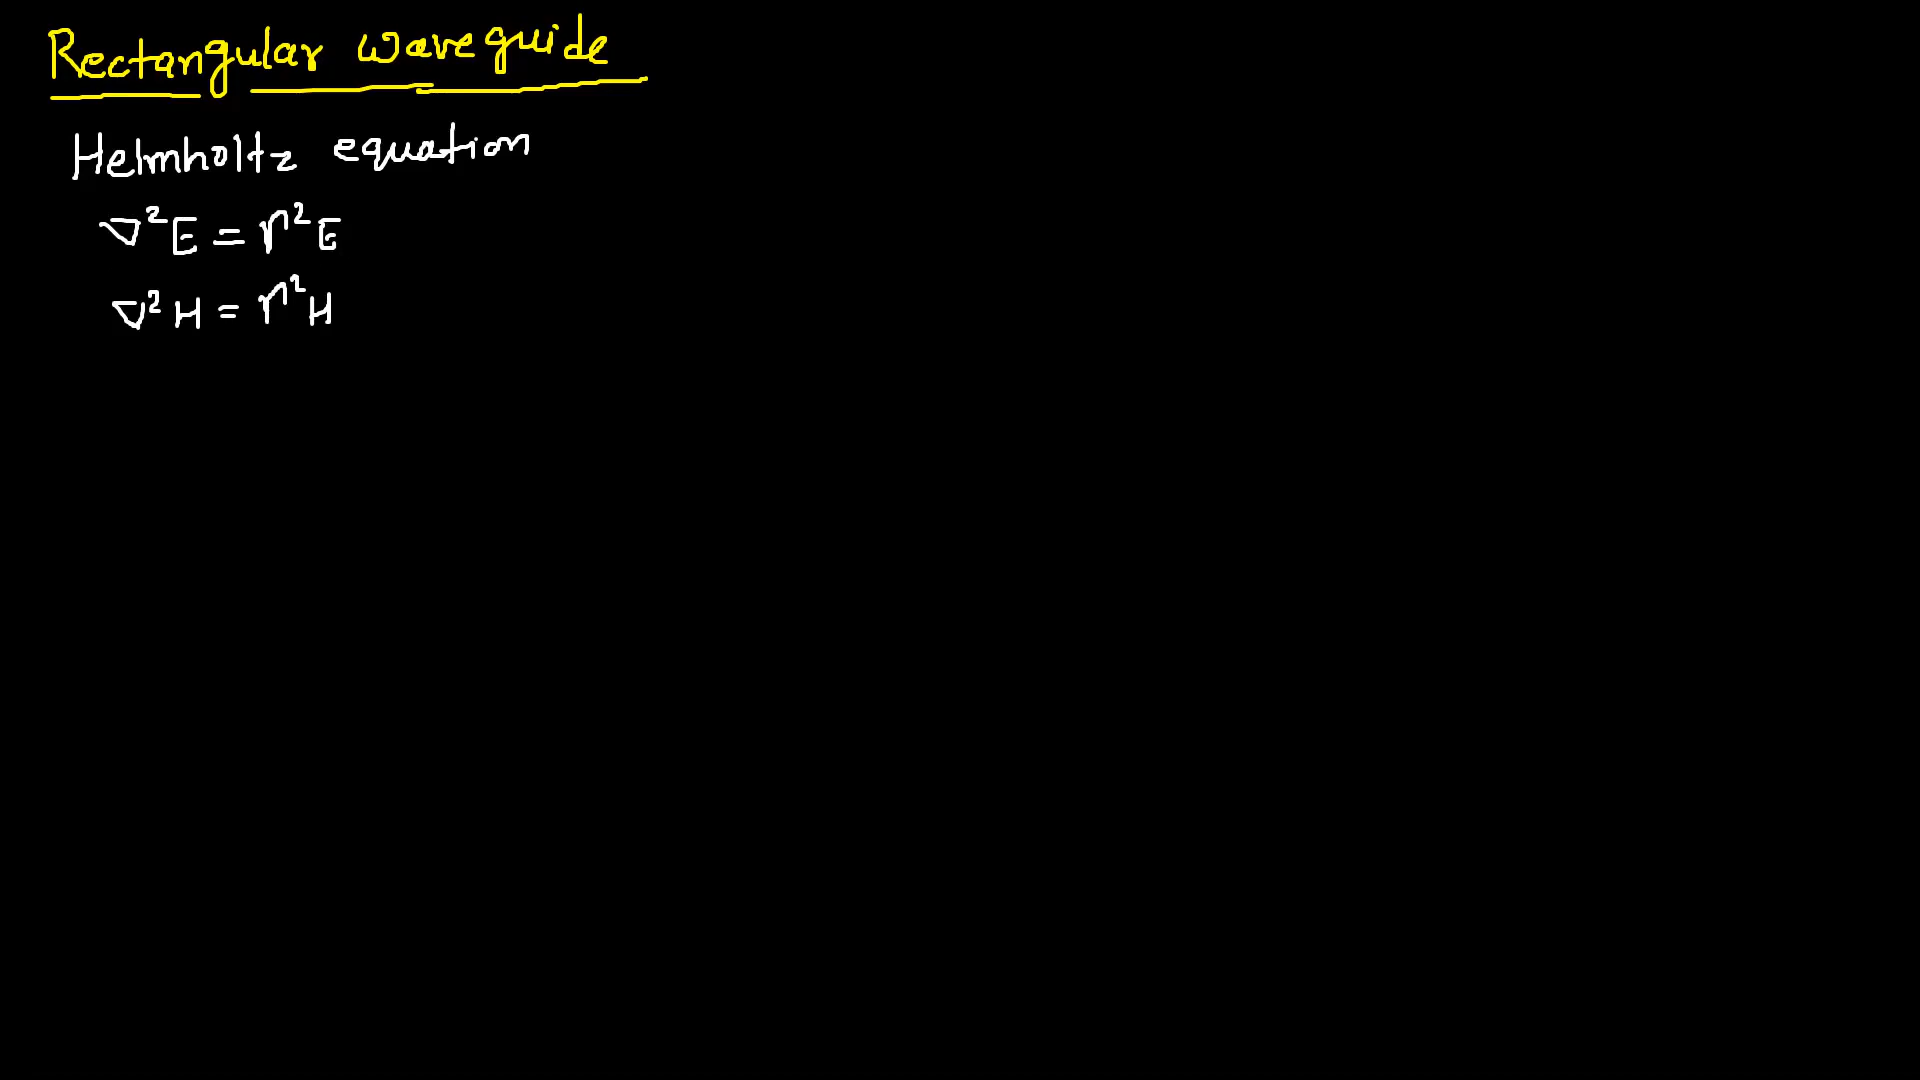 Rectangular waveguide
Helmholtz equation
∇²E = γ²E
∇²H = γ²H